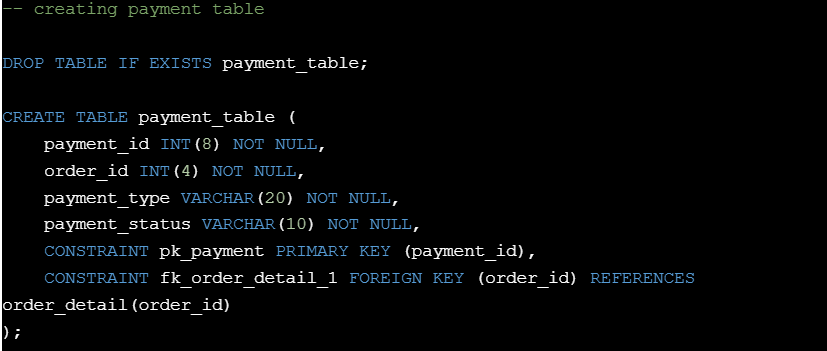 -- creating payment table
DROP TABLE IF EXISTS payment_table;
CREATE TABLE payment_table (
    payment_id INT(8) NOT NULL,
    order_id INT(4) NOT NULL,
    payment_type VARCHAR(20) NOT NULL,
    payment_status VARCHAR(10) NOT NULL,
    CONSTRAINT pk_payment PRIMARY KEY (payment_id),
    CONSTRAINT fk_order_detail_1 FOREIGN KEY (order_id) REFERENCES
order_detail(order_id)
);